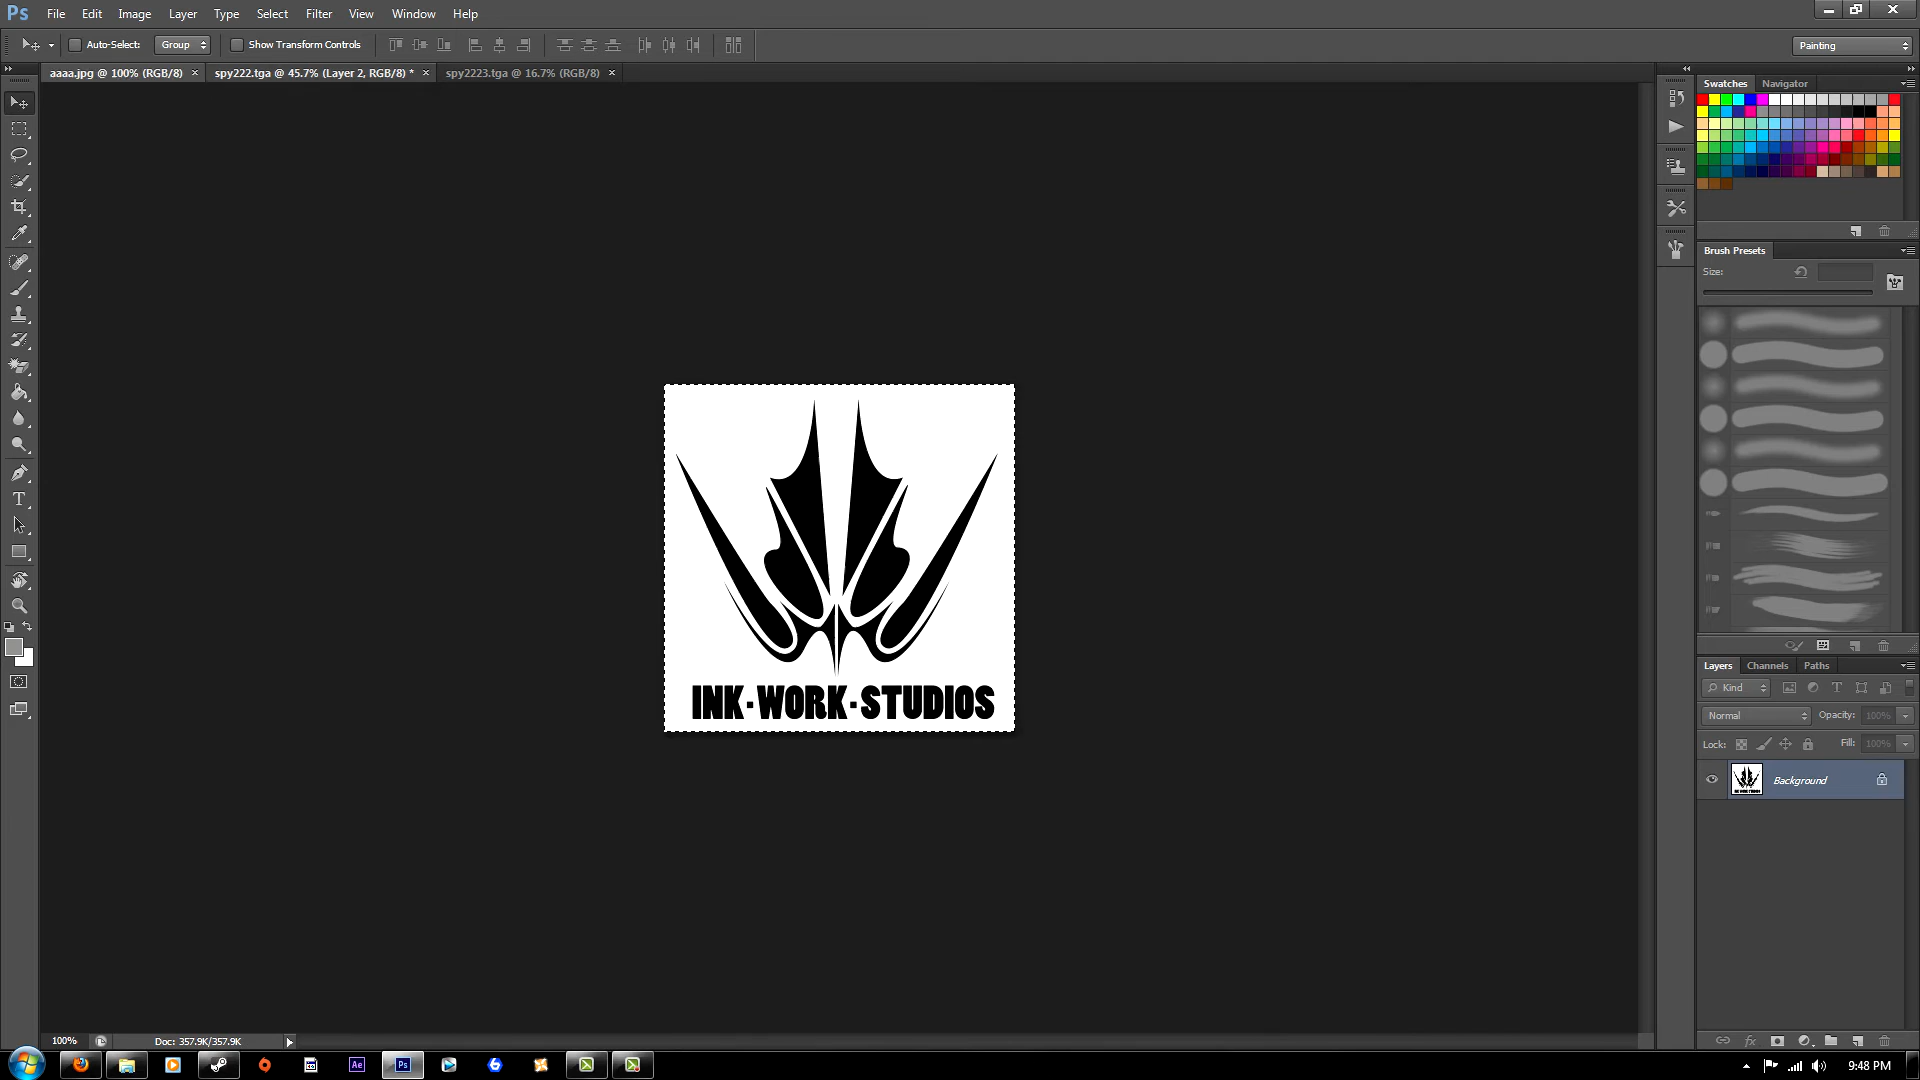 Ps File Edit Image Layer Type Select Filter View Window Help
Auto-Select: Group Show Transform Controls Painting
aaaa.jpg @ 100% (RGB/8) × spy222.tga @ 45.7% (Layer 2, RGB/8) * × spy2223.tga @ 16.7% (RGB/8) ×
Swatches Navigator
Brush Presets
Size:
INK·WORK·STUDIOS
Layers Channels Paths
Kind
Normal Opacity: 100%
Lock: Fill: 100%
Background
100% Doc: 357.9K/357.9K
Ae Ps 9:48 PM